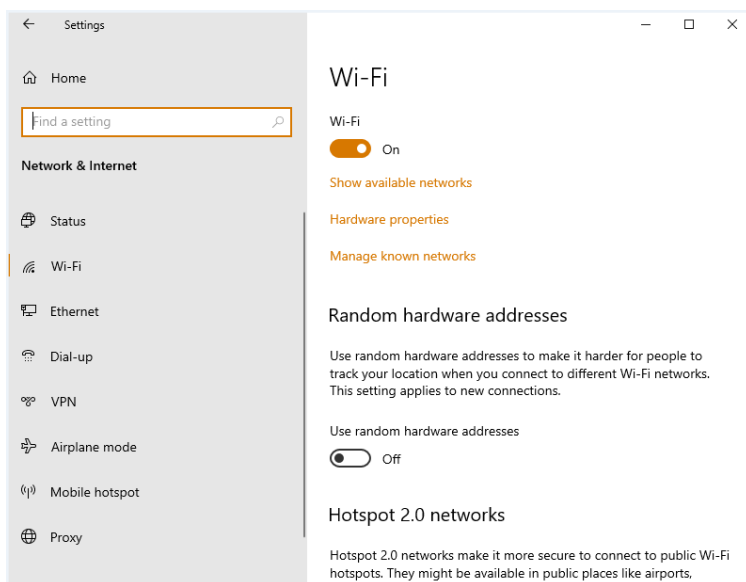 Settings
Home
Find a setting
Network & Internet
Status
Wi-Fi
Ethernet
Dial-up
VPN
Airplane mode
Mobile hotspot
Proxy
Wi-Fi
Wi-Fi
On
Show available networks
Hardware properties
Manage known networks
Random hardware addresses
Use random hardware addresses to make it harder for people to
track your location when you connect to different Wi-Fi networks.
This setting applies to new connections.
Use random hardware addresses
Off
Hotspot 2.0 networks
Hotspot 2.0 networks make it more secure to connect to public Wi-Fi
hotspots. They might be available in public places like airports,